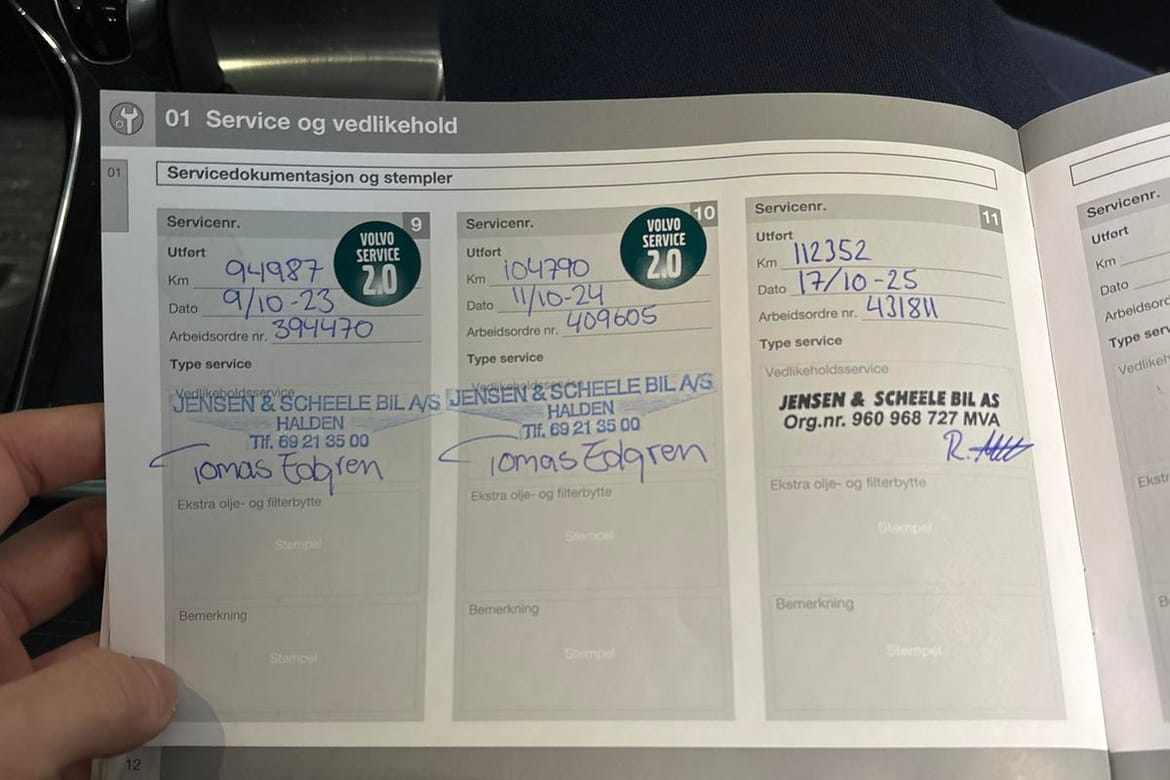 01 Service og vedlikehold
01
Servicedokumentasjon og stempler
Servicenr. 9
Utført
Km 94987
Dato 9/10-23
Arbeidsordre nr. 394470
VOLVO
SERVICE
2.0
Type service
Vedlikeholdsservice
JENSEN & SCHEELE BIL A/S
HALDEN
Tlf. 69 21 35 00
Tomas Edgren
Ekstra olje- og filterbytte
Stempel
Bemerkning
Stempel
Servicenr. 10
Utført
Km 104790
Dato 11/10-24
Arbeidsordre nr. 409605
VOLVO
SERVICE
2.0
Type service
Vedlikeholdsservice
JENSEN & SCHEELE BIL A/S
HALDEN
Tlf. 69 21 35 00
Tomas Edgren
Ekstra olje- og filterbytte
Stempel
Bemerkning
Stempel
Servicenr. 11
Utført
Km 112352
Dato 17/10-25
Arbeidsordre nr. 431811
Type service
Vedlikeholdsservice
JENSEN & SCHEELE BIL AS
Org.nr. 960 968 727 MVA
R.
Ekstra olje- og filterbytte
Stempel
Bemerkning
Stempel
Servicenr.
Utført
Km
Dato
12